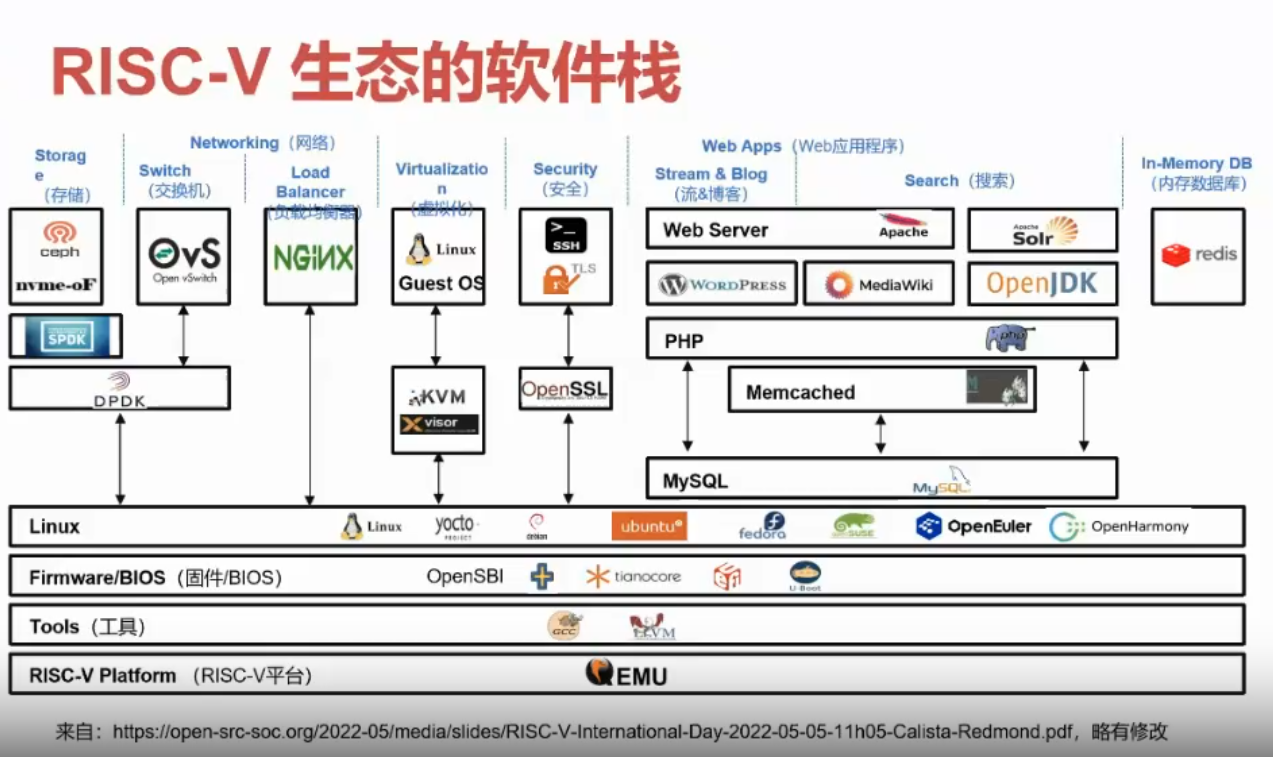 RISC-V 生态的软件栈
Networking（网络）
Web Apps（Web应用程序）
Storag
e
（存储）
Switch
（交换机）
Load
Balancer
（负载均衡器）
Virtualizatio
n
（虚拟化）
Security
（安全）
Stream & Blog
（流&博客）
Search（搜索）
In-Memory DB
（内存数据库）
ceph
nvme-oF
OvS
Open vSwitch
NGINX
Linux
Guest OS
>_
SSH
TLS
Web Server
Apache
Apache
Solr
redis
WORDPRESS
MediaWiki
OpenJDK
SPDK
PHP
php
DPDK
KVM
Xvisor
OpenSSL
Memcached
MySQL
MySQL
Linux
Linux
yocto
PROJECT
debian
ubuntu
fedora
SUSE
OpenEuler
OpenHarmony
Firmware/BIOS（固件/BIOS）
OpenSBI
tianocore
U-Boot
Tools（工具）
GCC
LLVM
RISC-V Platform （RISC-V平台）
QEMU
来自：https://open-src-soc.org/2022-05/media/slides/RISC-V-International-Day-2022-05-05-11h05-Calista-Redmond.pdf，略有修改